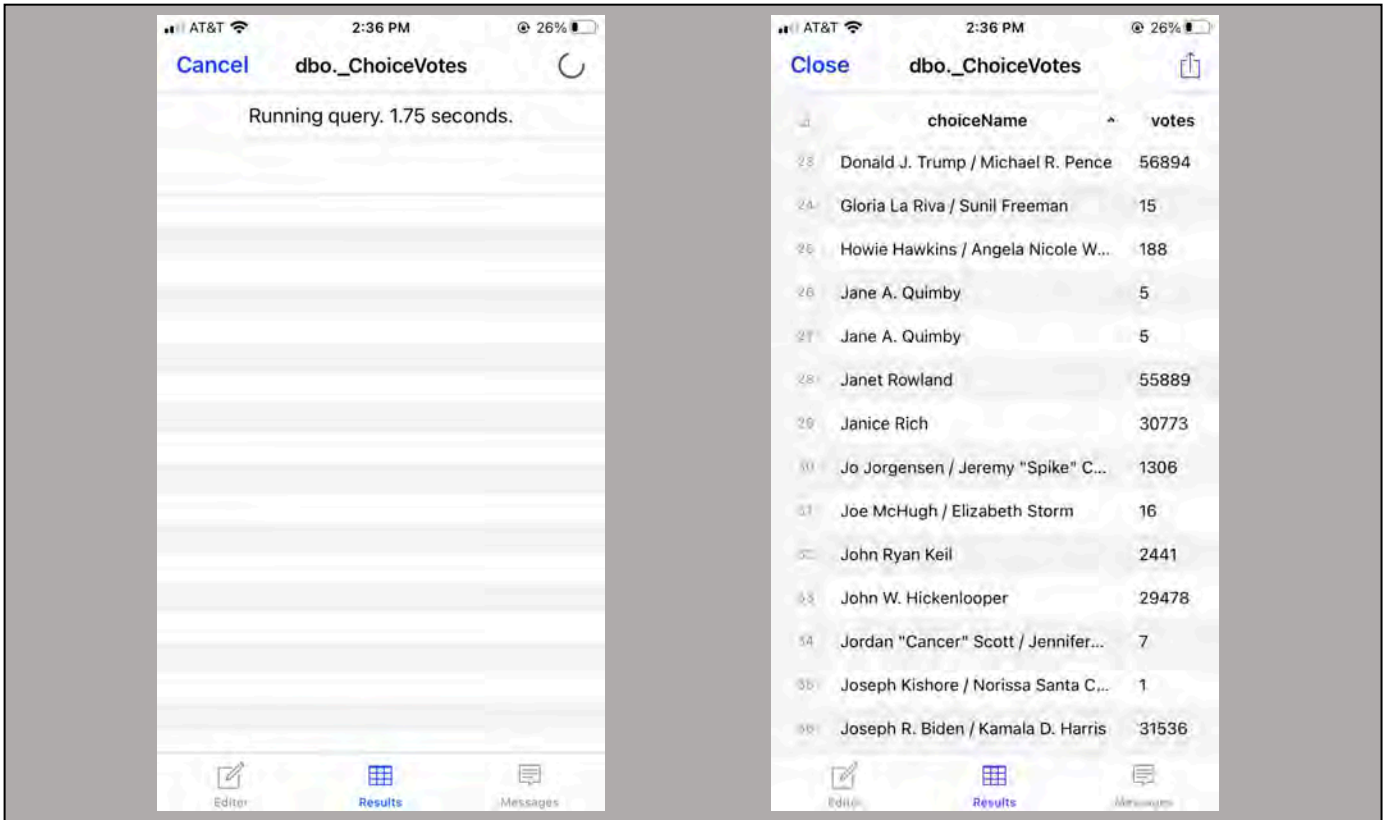 AT&T 2:36 PM 26%
Cancel dbo._ChoiceVotes
Running query. 1.75 seconds.
Editor Results Messages
AT&T 2:36 PM 26%
Close dbo._ChoiceVotes
choiceName votes
23 Donald J. Trump / Michael R. Pence 56894
24 Gloria La Riva / Sunil Freeman 15
25 Howie Hawkins / Angela Nicole W... 188
26 Jane A. Quimby 5
27 Jane A. Quimby 5
28 Janet Rowland 55889
29 Janice Rich 30773
30 Jo Jorgensen / Jeremy "Spike" C... 1306
31 Joe McHugh / Elizabeth Storm 16
32 John Ryan Keil 2441
33 John W. Hickenlooper 29478
34 Jordan "Cancer" Scott / Jennifer... 7
35 Joseph Kishore / Norissa Santa C... 1
36 Joseph R. Biden / Kamala D. Harris 31536
Editor Results Messages